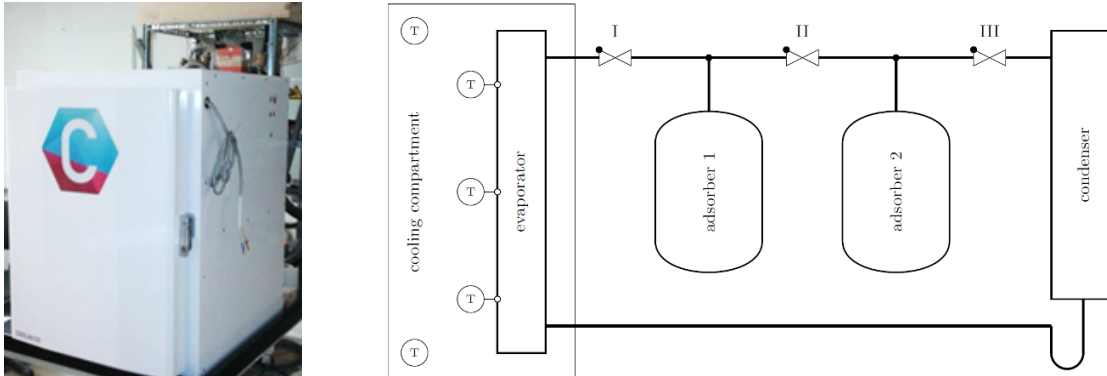 C
T
T
T
T
T
cooling compartment
evaporator
I
II
III
adsorber 1
adsorber 2
condenser